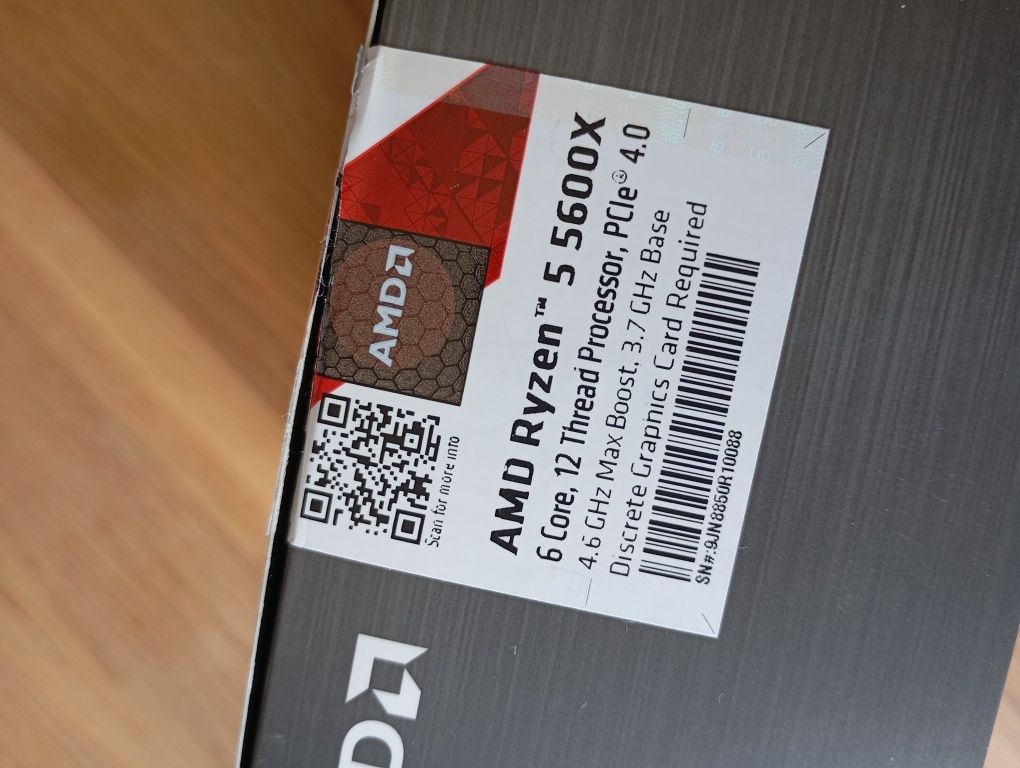 AMD
Scan for more info
AMD Ryzen™ 5 5600X
6 Core, 12 Thread Processor, PCIe® 4.0
4.6 GHz Max Boost, 3.7 GHz Base
Discrete Graphics Card Required
SN#:9JN8850R10088
D